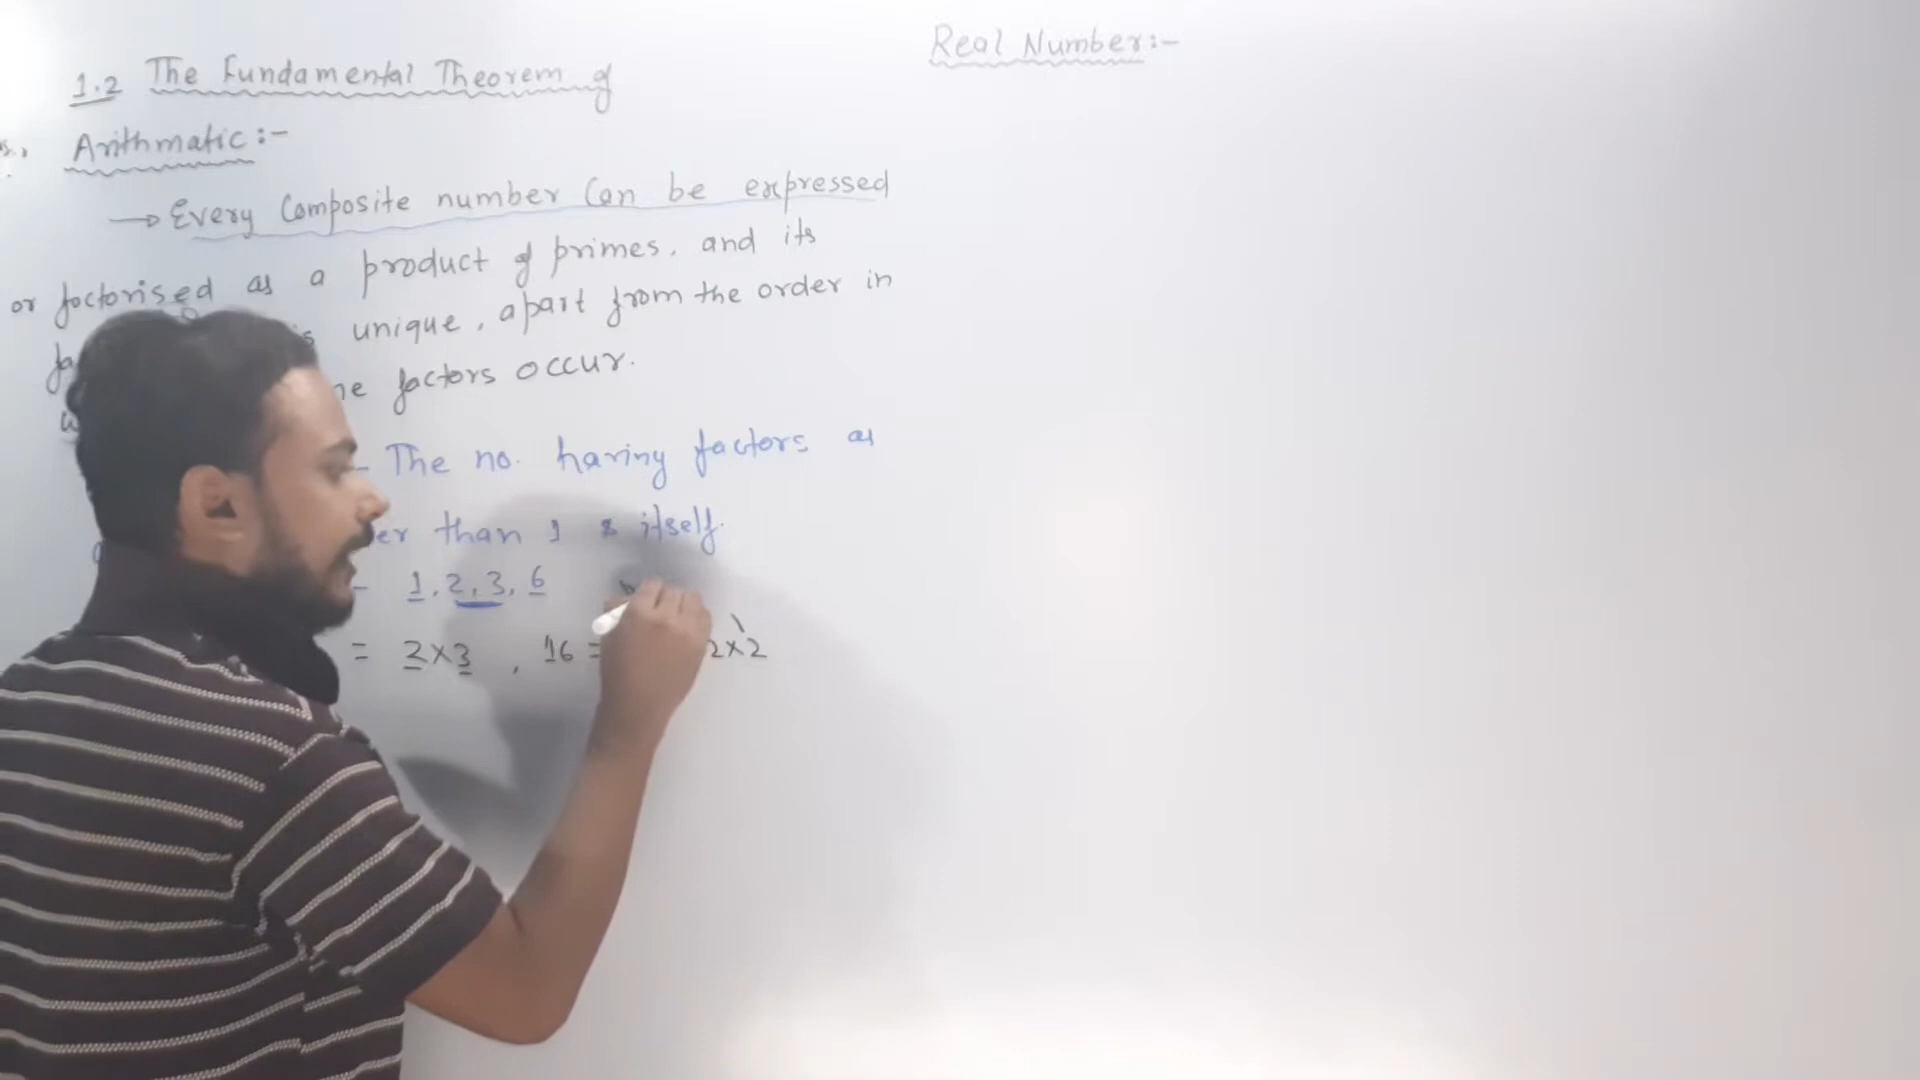 Real Number:-
1.2 The Fundamental Theorem of
Arithmatic:-
→ Every Composite number Can be expressed
or factorised as a product of primes, and its
unique, apart from the order in
factors occur.
- The no. having factors as
than 1 & itself.
- 1, 2, 3, 6
= 2×3 , 16 = 2×2